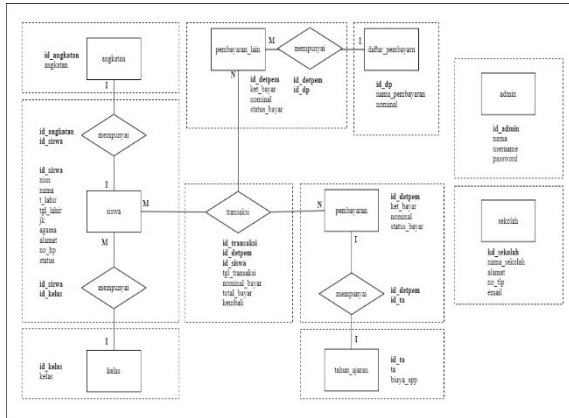 id_angkatan
angkatan
angkatan
I
id_angkatan
id_siswa
mempunyai
I
id_siswa
nisn
nama
t_lahir
tgl_lahir
jk
agama
alamat
no_hp
status
siswa
M
M
id_siswa
id_kelas
mempunyai
I
id_kelas
kelas
kelas
pembayaran_lain
M
mempunyai
I
daftar_pembayarn
N
id_detpem
ket_bayar
nominal
status_bayar
id_detpem
id_dp
id_dp
nama_pembayaran
nominal
transaksi
id_transaksi
id_detpem
id_siswa
tgl_transaksi
nominal_bayar
total_bayar
kembali
N
pembayaran
id_detpem
ket_bayar
nominal
status_bayar
I
mempunyai
id_detpem
id_ta
I
tahun_ajaran
id_ta
ta
biaya_spp
admin
id_admin
nama
username
password
sekolah
kd_sekolah
nama_sekolah
alamat
no_tlp
email